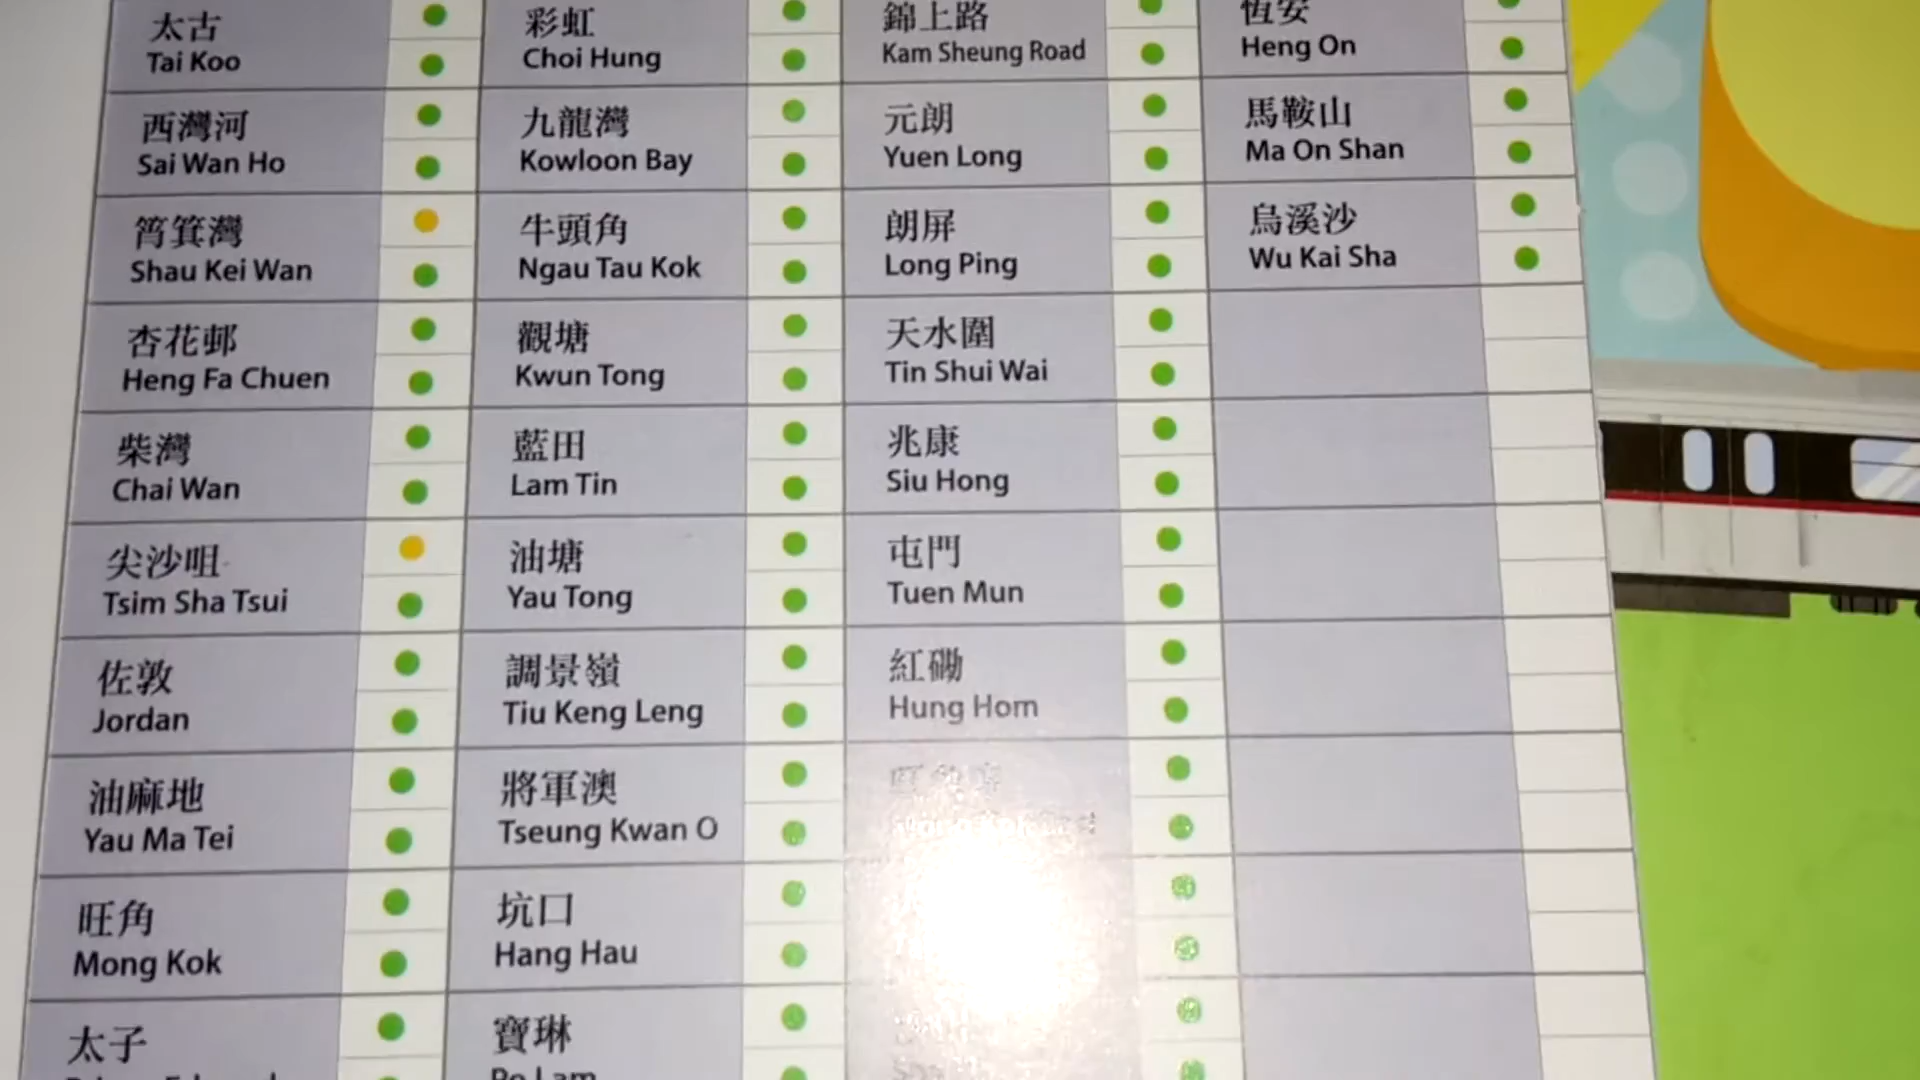 太古
Tai Koo
西灣河
Sai Wan Ho
筲箕灣
Shau Kei Wan
杏花邨
Heng Fa Chuen
柴灣
Chai Wan
尖沙咀
Tsim Sha Tsui
佐敦
Jordan
油麻地
Yau Ma Tei
旺角
Mong Kok
太子
彩虹
Choi Hung
九龍灣
Kowloon Bay
牛頭角
Ngau Tau Kok
觀塘
Kwun Tong
藍田
Lam Tin
油塘
Yau Tong
調景嶺
Tiu Keng Leng
將軍澳
Tseung Kwan O
坑口
Hang Hau
寶琳
Po Lam
錦上路
Kam Sheung Road
元朗
Yuen Long
朗屏
Long Ping
天水圍
Tin Shui Wai
兆康
Siu Hong
屯門
Tuen Mun
紅磡
Hung Hom
恆安
Heng On
馬鞍山
Ma On Shan
烏溪沙
Wu Kai Sha